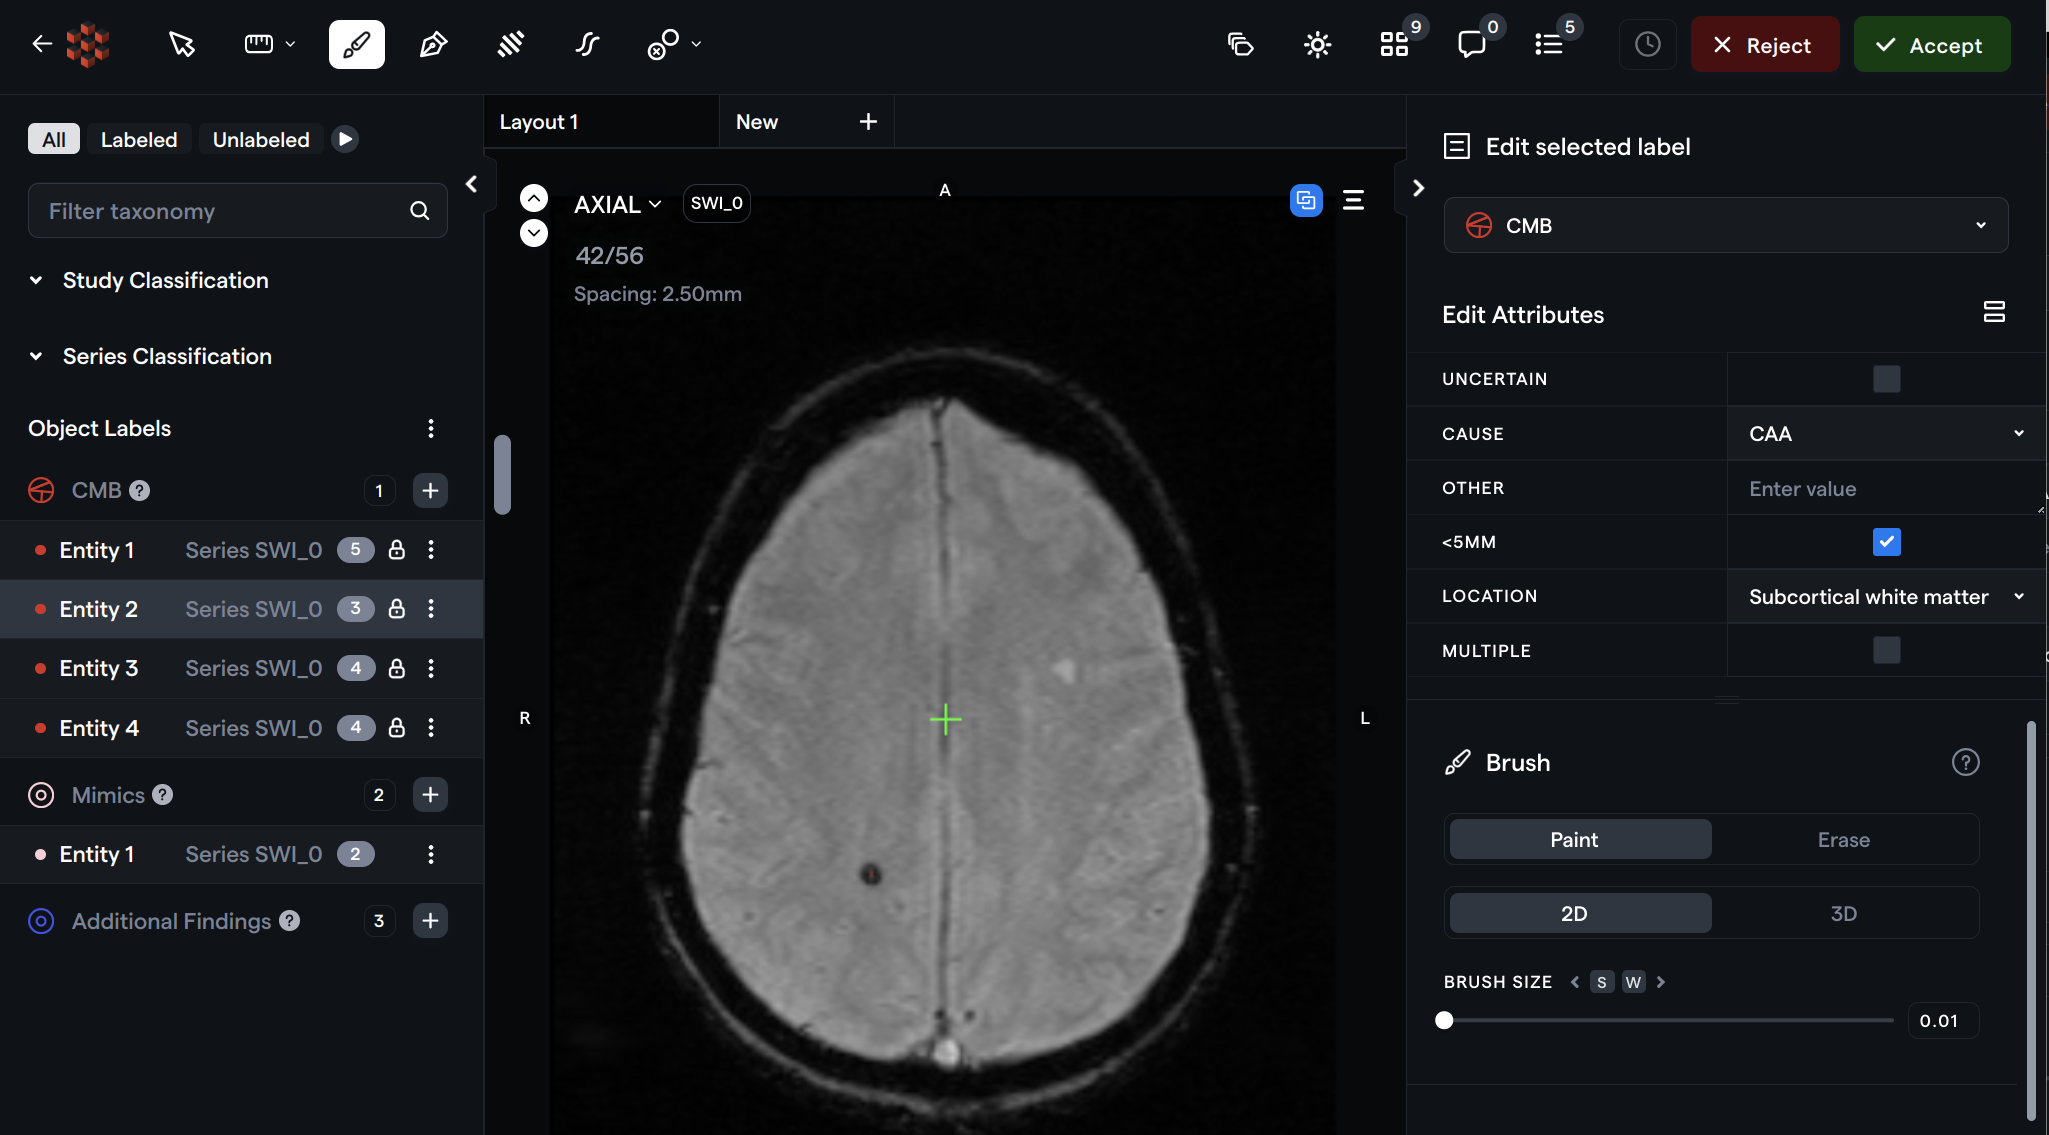 9
0
5
Reject
Accept
All
Labeled
Unlabeled
Filter taxonomy
Study Classification
Series Classification
Object Labels
CMB ?
1
Entity 1 Series SWI_0 5
Entity 2 Series SWI_0 3
Entity 3 Series SWI_0 4
Entity 4 Series SWI_0 4
Mimics ?
2
Entity 1 Series SWI_0 2
Additional Findings ?
3
Layout 1
New
AXIAL
SWI_0
42/56
Spacing: 2.50mm
A
R
L
Edit selected label
CMB
Edit Attributes
UNCERTAIN
CAUSE CAA
OTHER Enter value
<5MM
LOCATION Subcortical white matter
MULTIPLE
Brush
?
Paint Erase
2D 3D
BRUSH SIZE < S W >
0.01